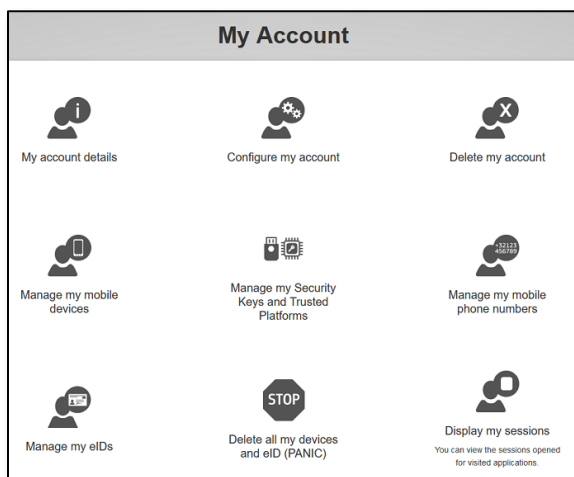 My Account
i
X
My account details
Configure my account
Delete my account
+32123
456789
Manage my mobile
devices
Manage my Security
Keys and Trusted
Platforms
Manage my mobile
phone numbers
STOP
Manage my eIDs
Delete all my devices
and eID (PANIC)
Display my sessions
You can view the sessions opened
for visited applications.